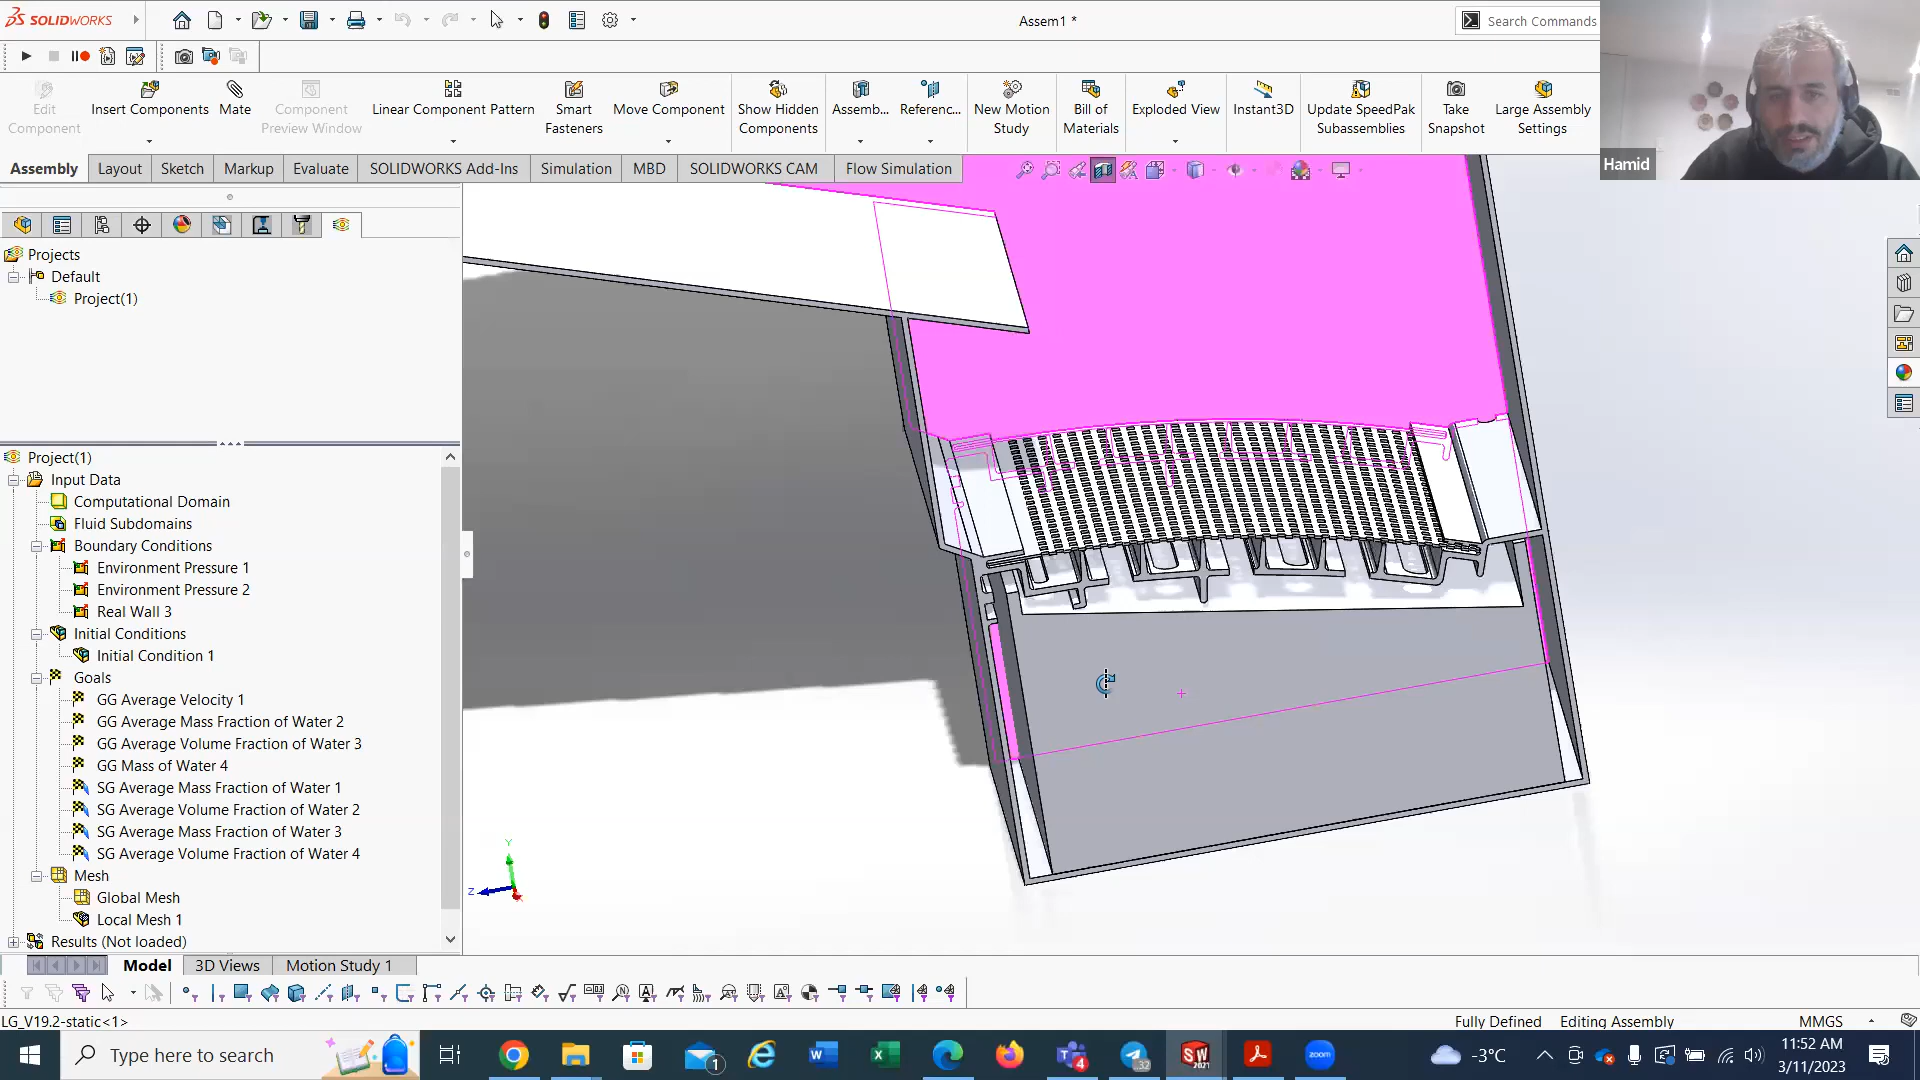 SOLIDWORKS
Assem1 *
Search Commands
Edit Component
Insert Components
Mate
Component Preview Window
Linear Component Pattern
Smart Fasteners
Move Component
Show Hidden Components
Assemb...
Referenc...
New Motion Study
Bill of Materials
Exploded View
Instant3D
Update SpeedPak Subassemblies
Take Snapshot
Large Assembly Settings
Hamid
Assembly
Layout
Sketch
Markup
Evaluate
SOLIDWORKS Add-Ins
Simulation
MBD
SOLIDWORKS CAM
Flow Simulation
Projects
Default
Project(1)
Project(1)
Input Data
Computational Domain
Fluid Subdomains
Boundary Conditions
Environment Pressure 1
Environment Pressure 2
Real Wall 3
Initial Conditions
Initial Condition 1
Goals
GG Average Velocity 1
GG Average Mass Fraction of Water 2
GG Average Volume Fraction of Water 3
GG Mass of Water 4
SG Average Mass Fraction of Water 1
SG Average Volume Fraction of Water 2
SG Average Mass Fraction of Water 3
SG Average Volume Fraction of Water 4
Mesh
Global Mesh
Local Mesh 1
Results (Not loaded)
Y
Z
Model
3D Views
Motion Study 1
LG_V19.2-static<1>
Fully Defined
Editing Assembly
MMGS
Type here to search
1
SW
2021
4
32
zoom
-3°C
11:52 AM
3/11/2023